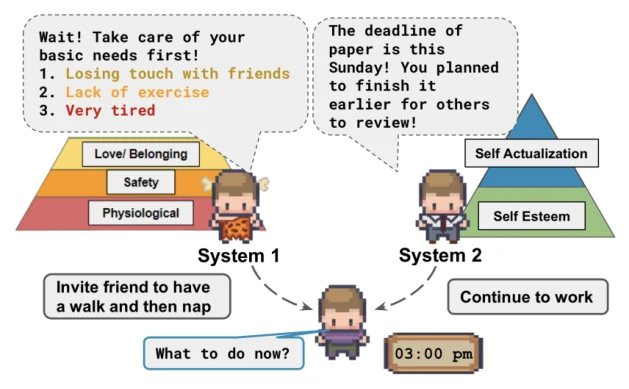 Wait! Take care of your
basic needs first!
1. Losing touch with friends
2. Lack of exercise
3. Very tired
The deadline of
paper is this
Sunday! You planned
to finish it
earlier for others
to review!
Love/ Belonging
Safety
Physiological
Self Actualization
Self Esteem
System 1
System 2
Invite friend to have
a walk and then nap
Continue to work
What to do now?
03:00 pm